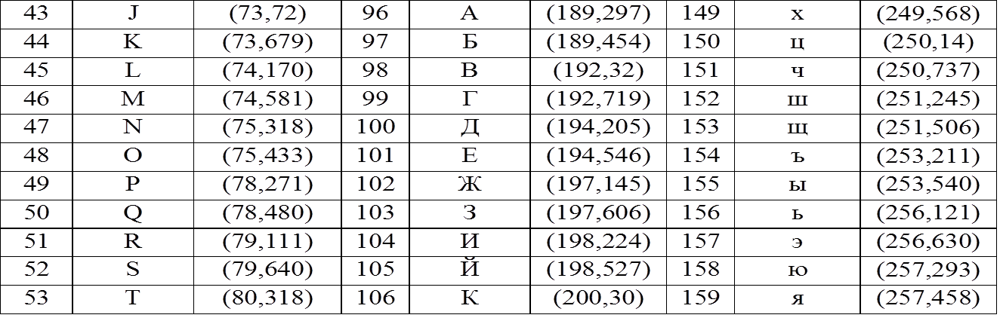 43 J (73,72) 96 А (189,297) 149 х (249,568)
44 K (73,679) 97 Б (189,454) 150 ц (250,14)
45 L (74,170) 98 В (192,32) 151 ч (250,737)
46 M (74,581) 99 Г (192,719) 152 ш (251,245)
47 N (75,318) 100 Д (194,205) 153 щ (251,506)
48 O (75,433) 101 Е (194,546) 154 ъ (253,211)
49 P (78,271) 102 Ж (197,145) 155 ы (253,540)
50 Q (78,480) 103 З (197,606) 156 ь (256,121)
51 R (79,111) 104 И (198,224) 157 э (256,630)
52 S (79,640) 105 Й (198,527) 158 ю (257,293)
53 T (80,318) 106 К (200,30) 159 я (257,458)